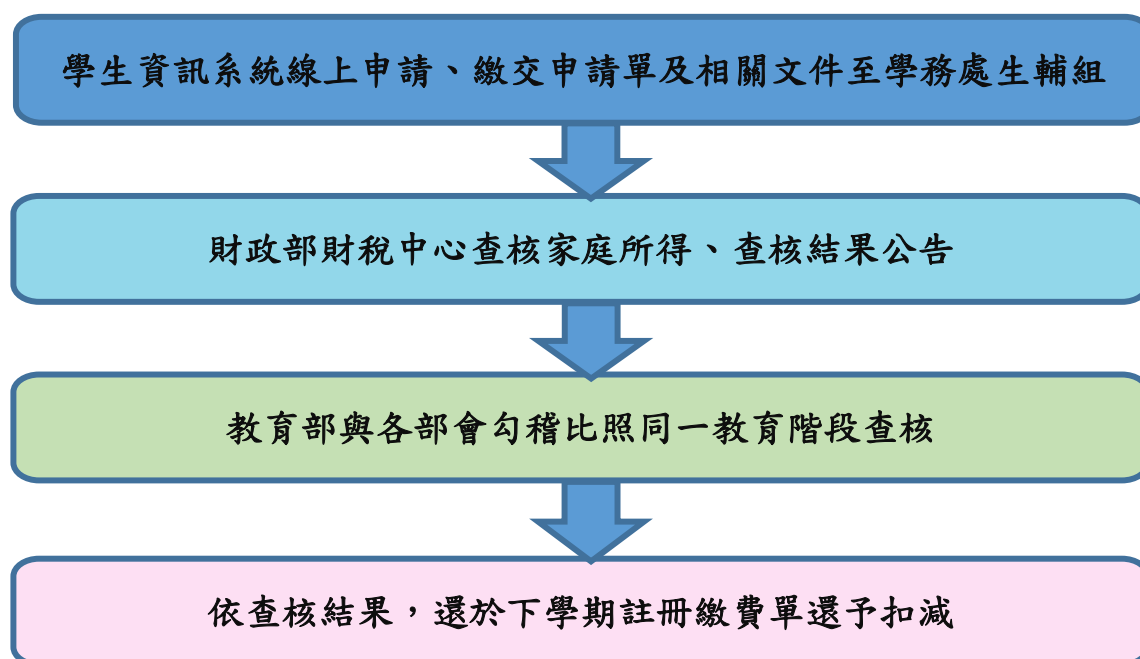 學生資訊系統線上申請、繳交申請單及相關文件至學務處生輔組
財政部財稅中心查核家庭所得、查核結果公告
教育部與各部會勾稽比照同一教育階段查核
依查核結果，還於下學期註冊繳費單還予扣減